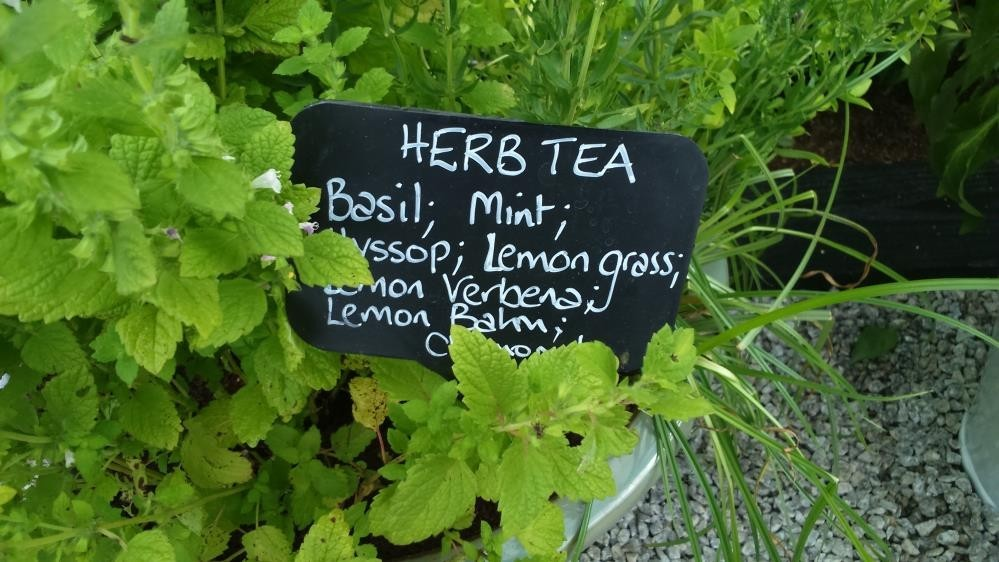 HERB TEA
Basil; Mint;
Hyssop; Lemon grass;
Lemon Verbena;
Lemon Balm;